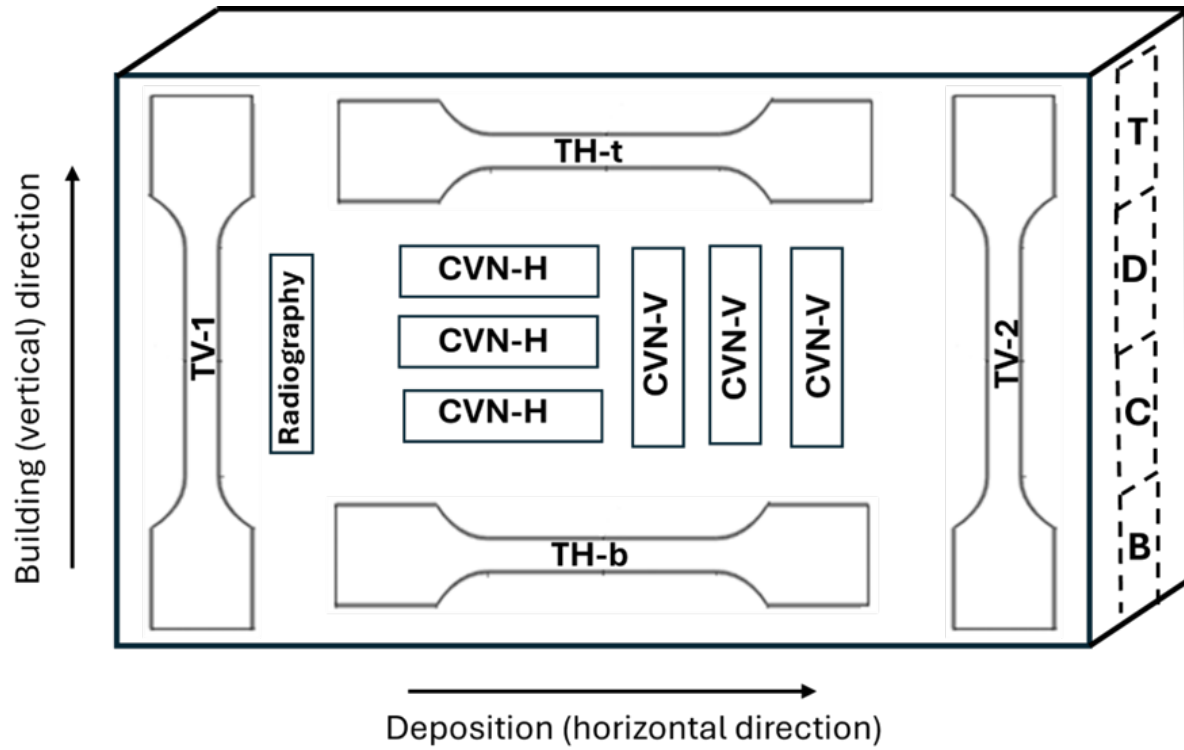 Building (vertical) direction
TV-1
Radiography
TH-t
CVN-H
CVN-H
CVN-H
CVN-V
CVN-V
CVN-V
TH-b
TV-2
T
D
C
B
Deposition (horizontal direction)